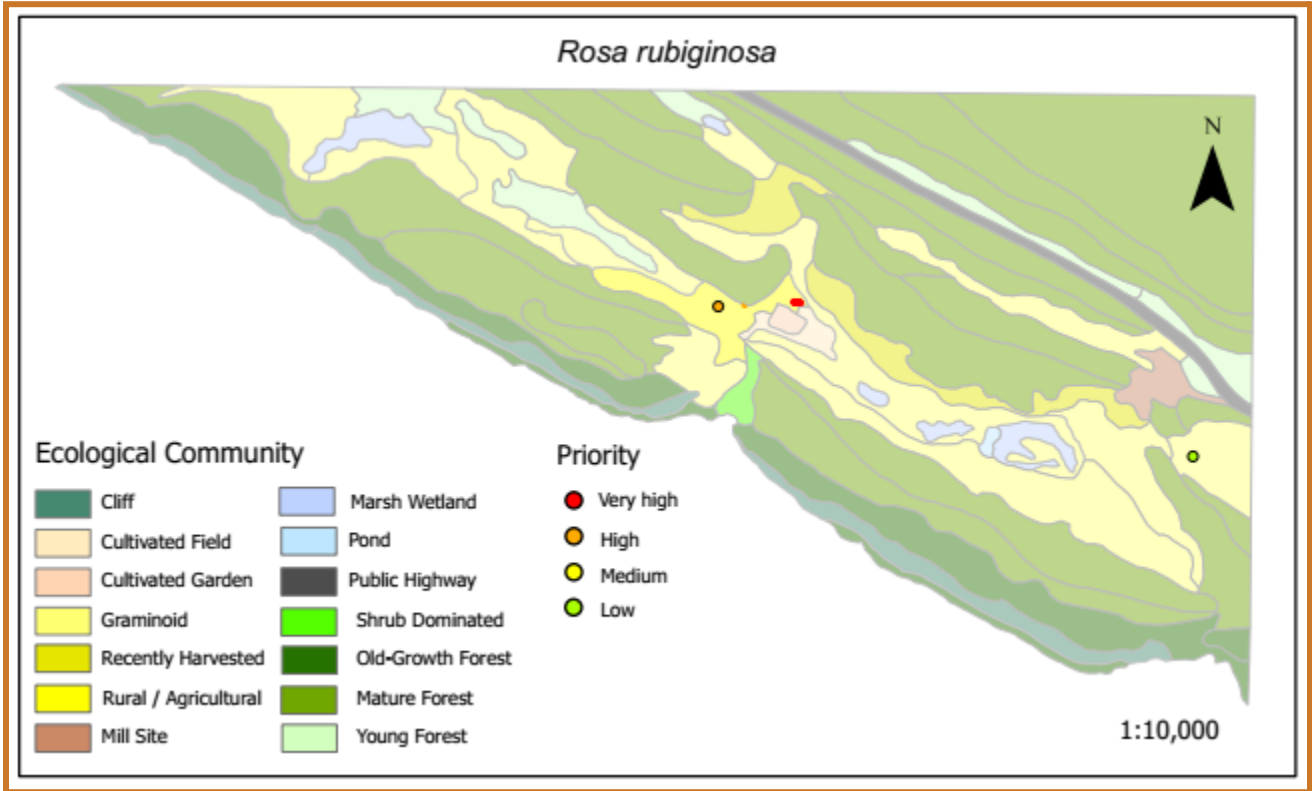 Rosa rubiginosa
N
Ecological Community
Cliff
Cultivated Field
Cultivated Garden
Graminoid
Recently Harvested
Rural / Agricultural
Mill Site
Marsh Wetland
Pond
Public Highway
Shrub Dominated
Old-Growth Forest
Mature Forest
Young Forest
Priority
Very high
High
Medium
Low
1:10,000